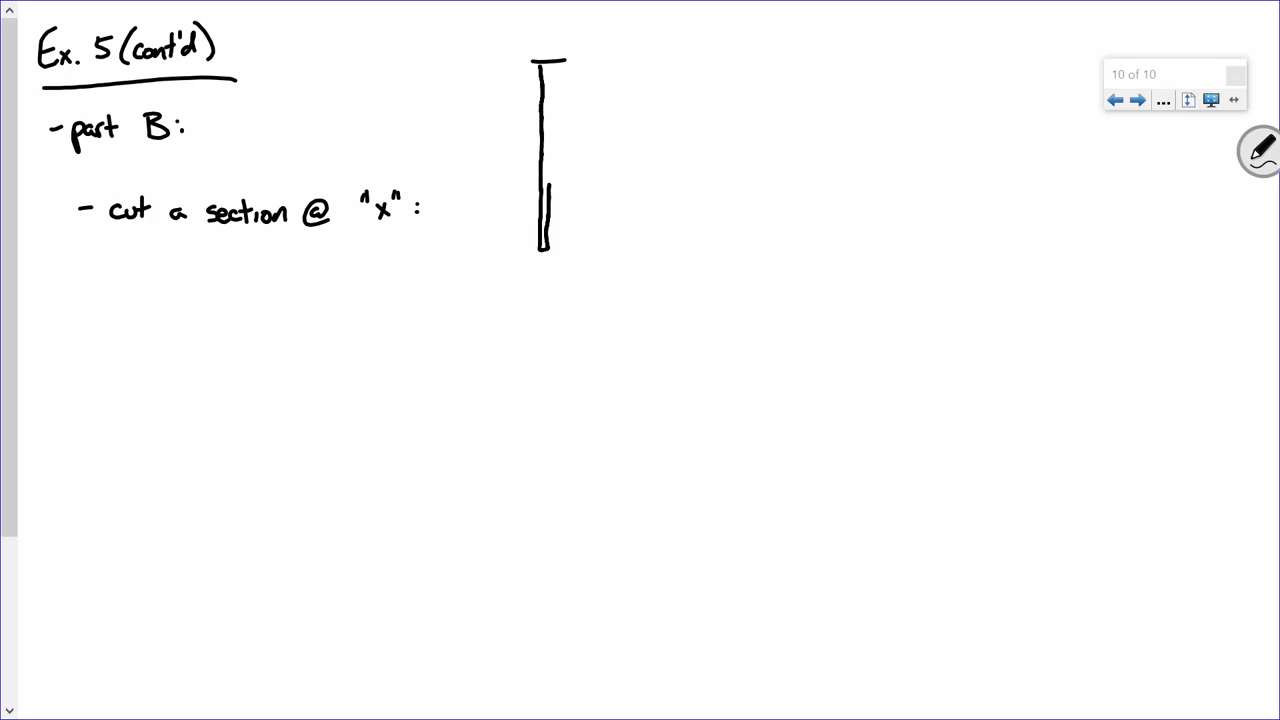 Ex. 5 (cont'd)
- part B:
- cut a section @ "x" :
10 of 10
...